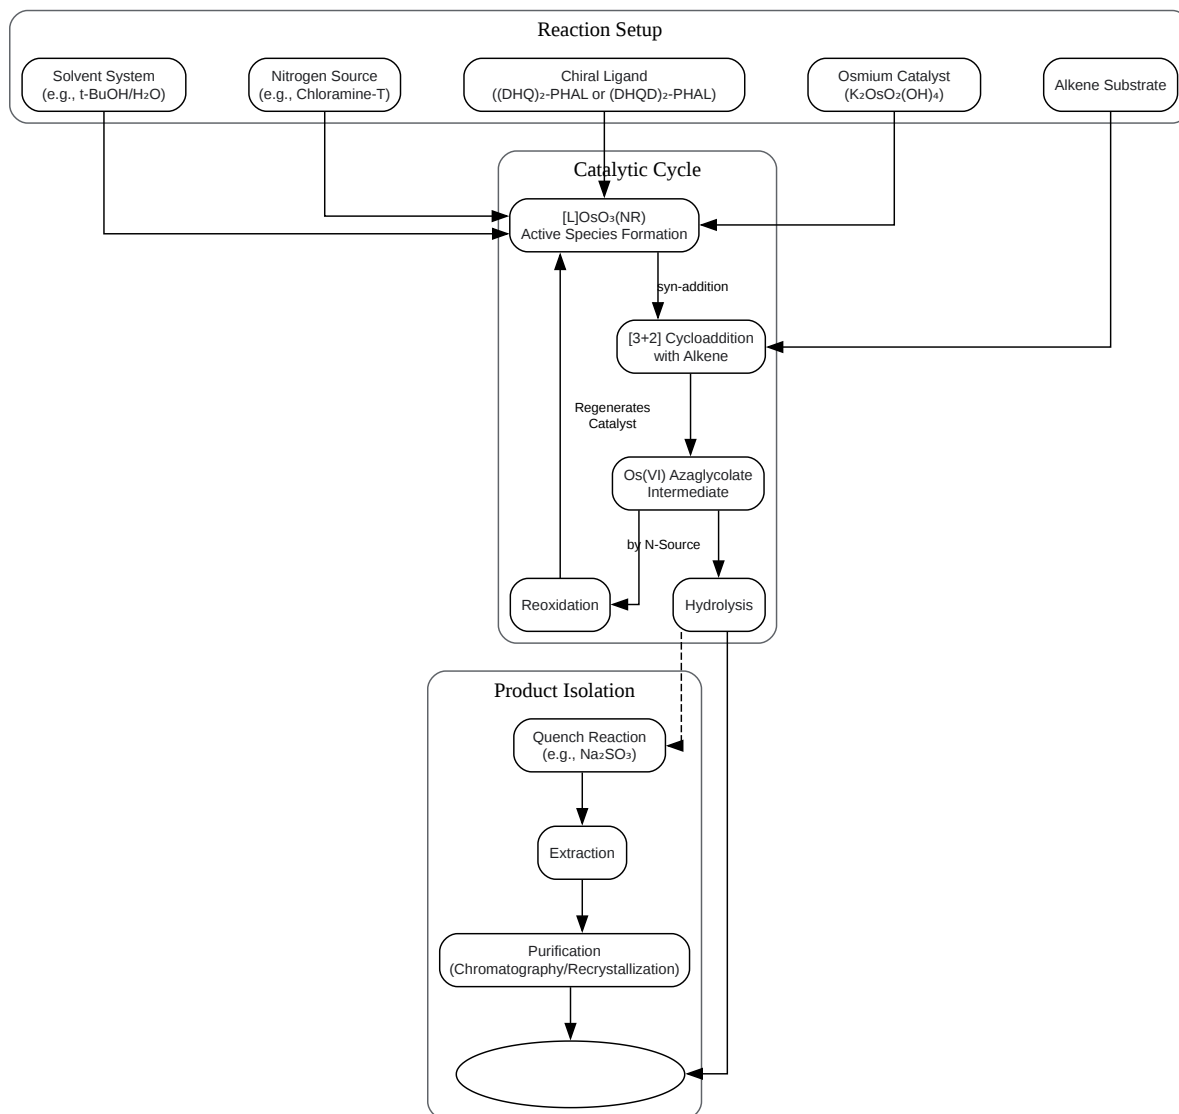 Reaction Setup
Solvent System
(e.g., t-BuOH/H₂O)
Nitrogen Source
(e.g., Chloramine-T)
Chiral Ligand
((DHQ)₂-PHAL or (DHQD)₂-PHAL)
Osmium Catalyst
(K₂OsO₂(OH)₄)
Alkene Substrate
Catalytic Cycle
[L]OsO₃(NR)
Active Species Formation
syn-addition
[3+2] Cycloaddition
with Alkene
Regenerates
Catalyst
Os(VI) Azaglycolate
Intermediate
by N-Source
Reoxidation
Hydrolysis
Product Isolation
Quench Reaction
(e.g., Na₂SO₃)
Extraction
Purification
(Chromatography/Recrystallization)